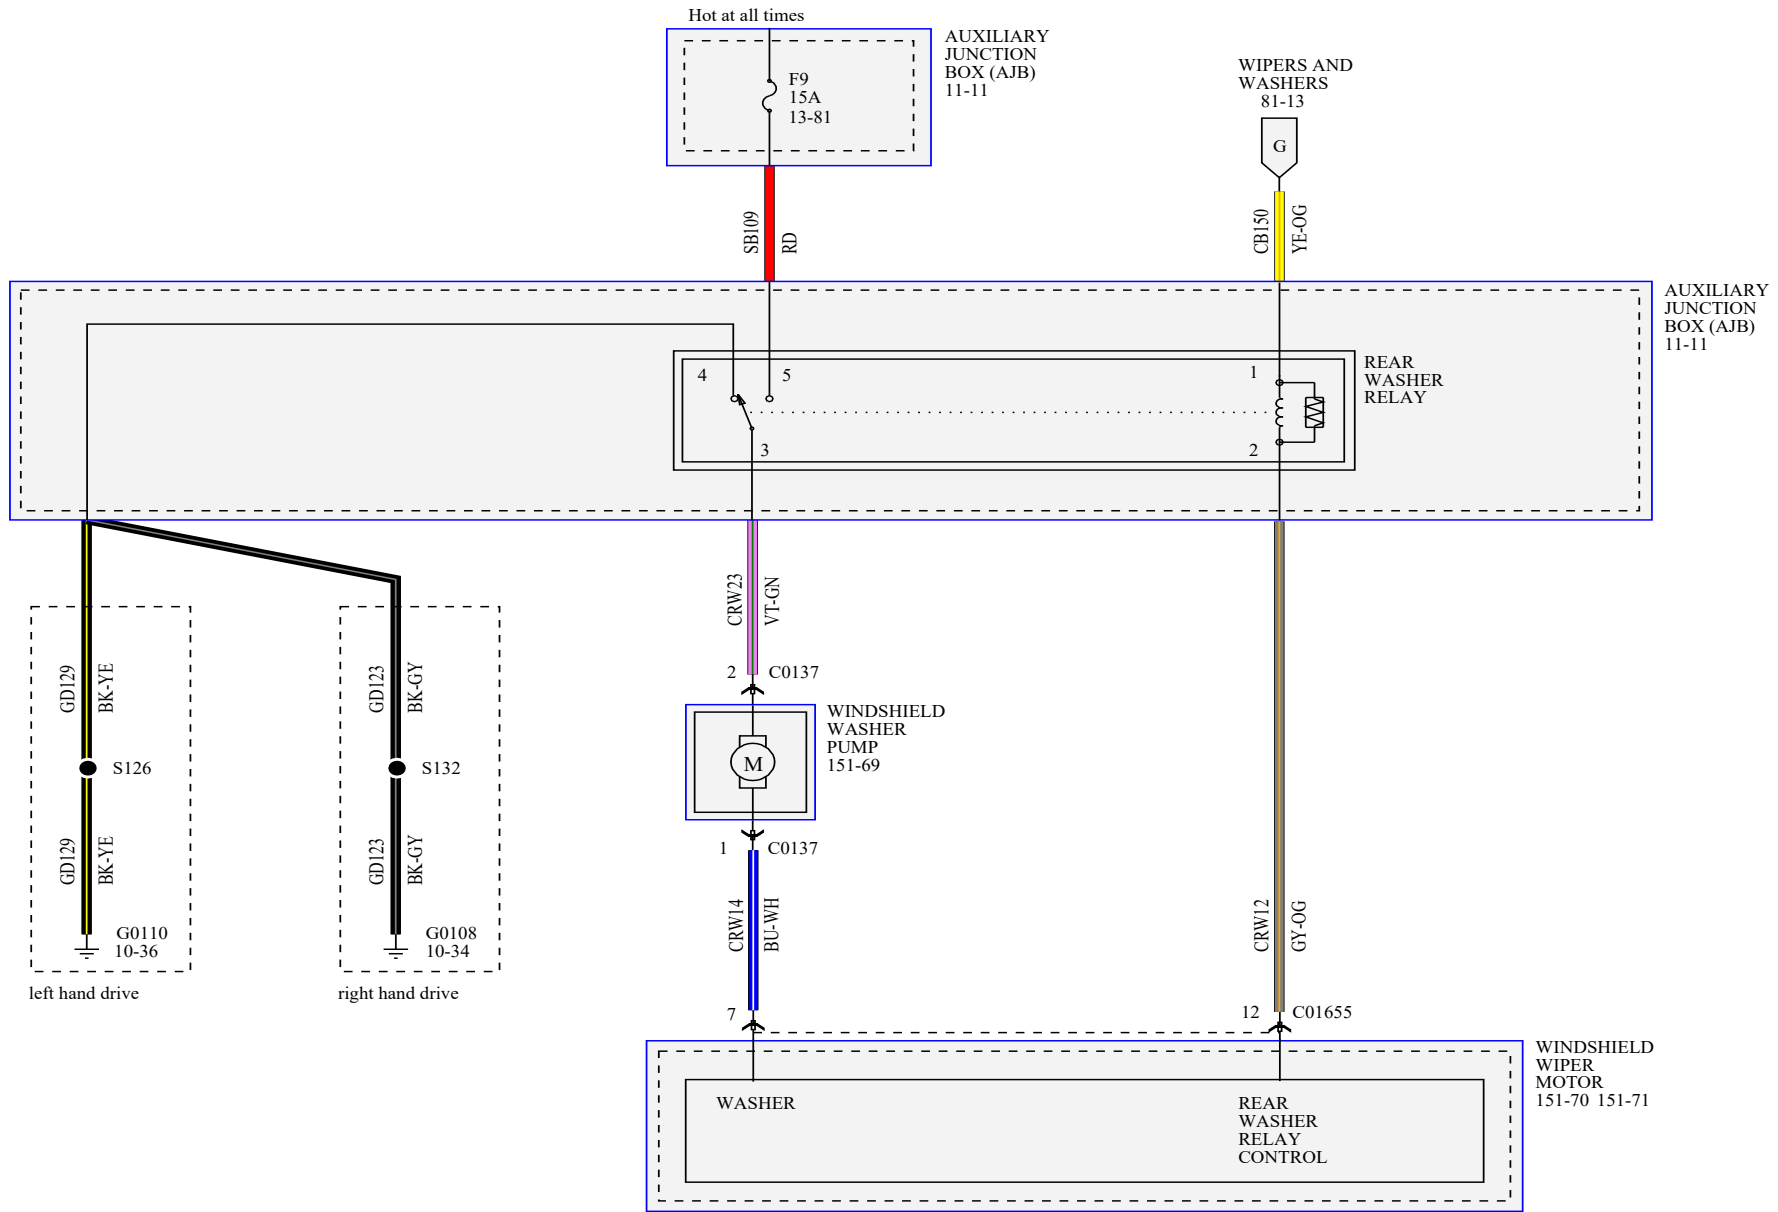 Hot at all times
AUXILIARY
JUNCTION
BOX (AJB)
11-11
F9
15A
13-81
WIPERS AND
WASHERS
81-13
G
SB109
RD
CB150
YE-OG
AUXILIARY
JUNCTION
BOX (AJB)
11-11
REAR
WASHER
RELAY
4
5
1
3
2
CRW23
VT-GN
2
C0137
GD129
BK-YE
GD123
BK-GY
WINDSHIELD
WASHER
PUMP
151-69
M
S126
S132
1
C0137
GD129
BK-YE
GD123
BK-GY
CRW14
BU-WH
CRW12
GY-OG
G0110
10-36
G0108
10-34
left hand drive
right hand drive
7
12
C01655
WINDSHIELD
WIPER
MOTOR
151-70 151-71
WASHER
REAR
WASHER
RELAY
CONTROL